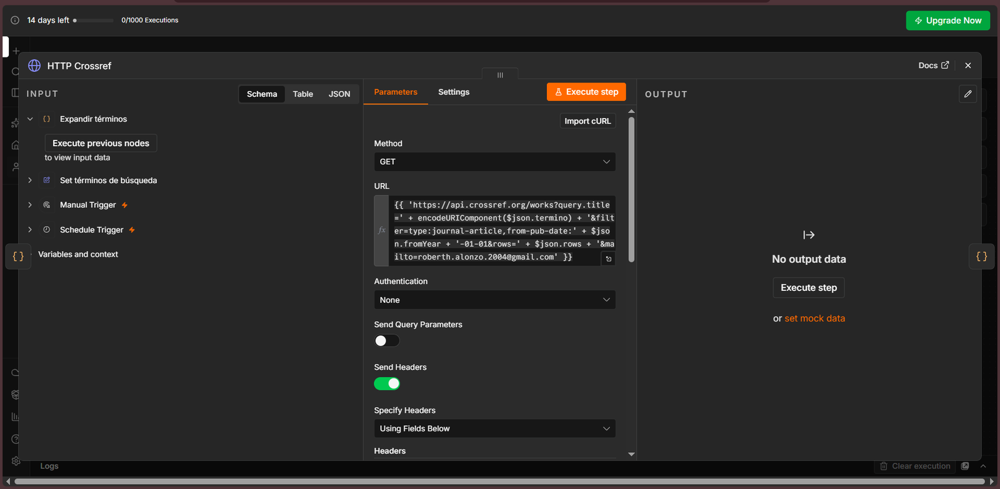 14 days left
0/1000 Executions
Upgrade Now
HTTP Crossref
Docs
INPUT
Schema
Table
JSON
Expandir términos
Execute previous nodes
to view input data
Set términos de búsqueda
Manual Trigger
Schedule Trigger
Variables and context
Parameters
Settings
Execute step
Import cURL
Method
GET
URL
fx
{{ 'https://api.crossref.org/works?query.title
=' + encodeURIComponent($json.termino) + '&filt
er=type:journal-article,from-pub-date:' + $jso
n.fromYear + '-01-01&rows=' + $json.rows + '&ma
ilto=roberth.alonzo.2004@gmail.com' }}
Authentication
None
Send Query Parameters
Send Headers
Specify Headers
Using Fields Below
Headers
OUTPUT
No output data
Execute step
or set mock data
Logs
Clear execution